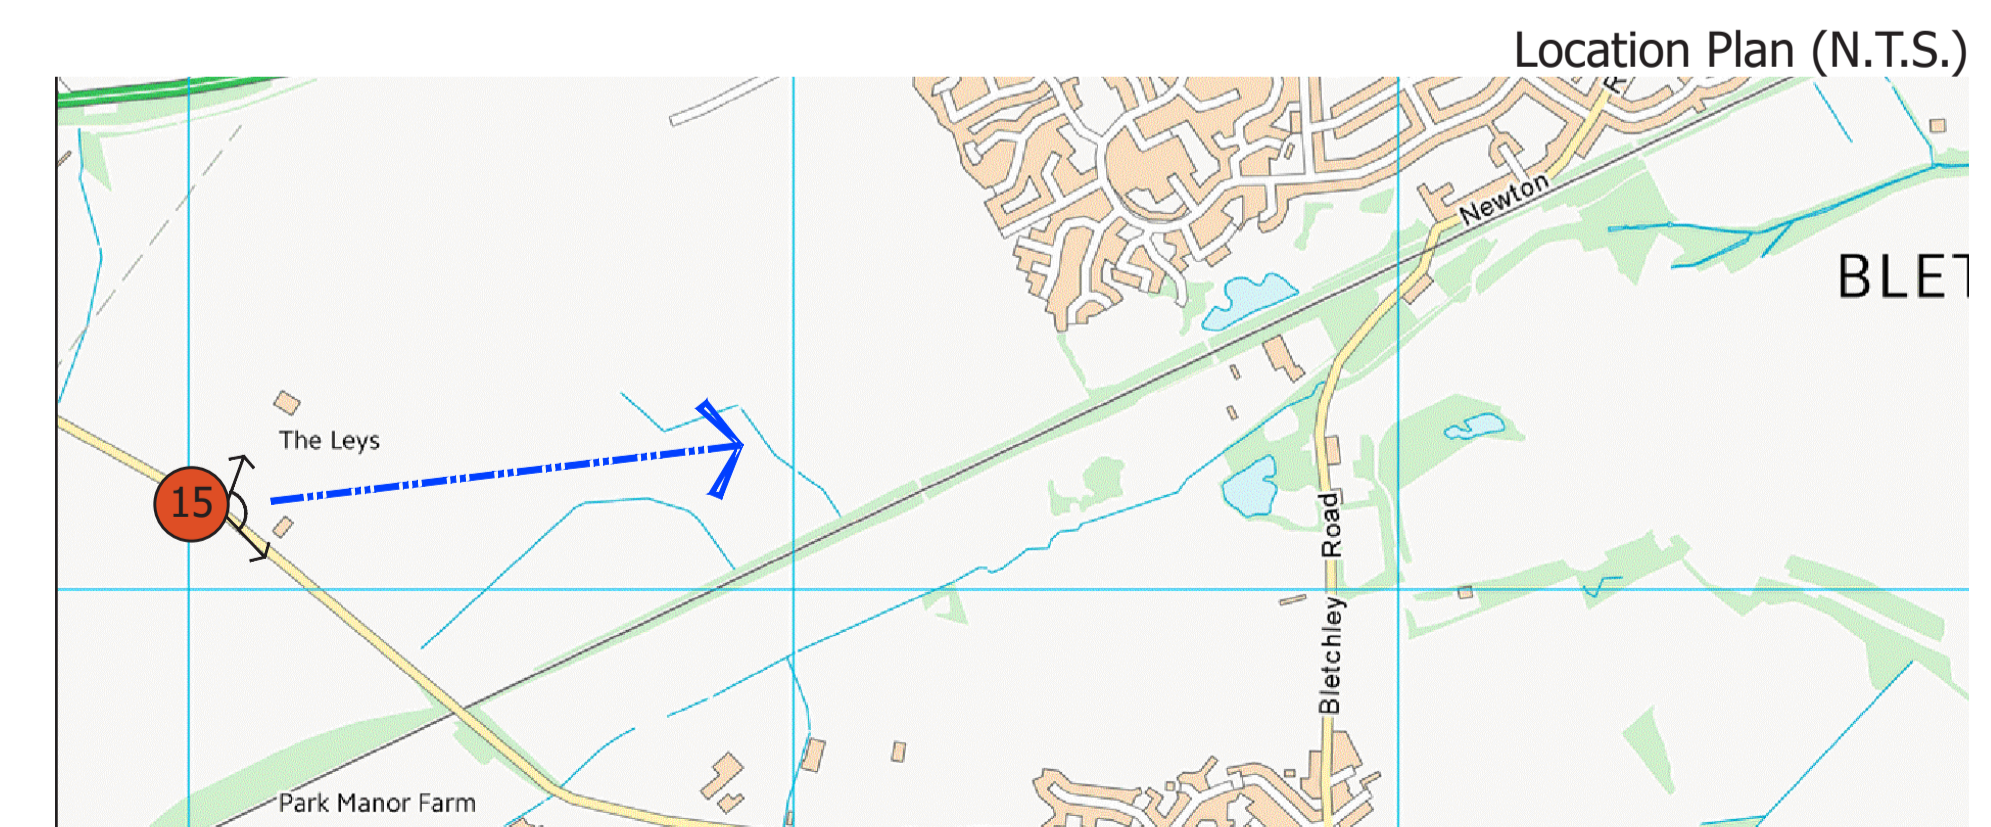 Location Plan (N.T.S.)
Newton
BLET
The Leys
15
Bletchley Road
Park Manor Farm